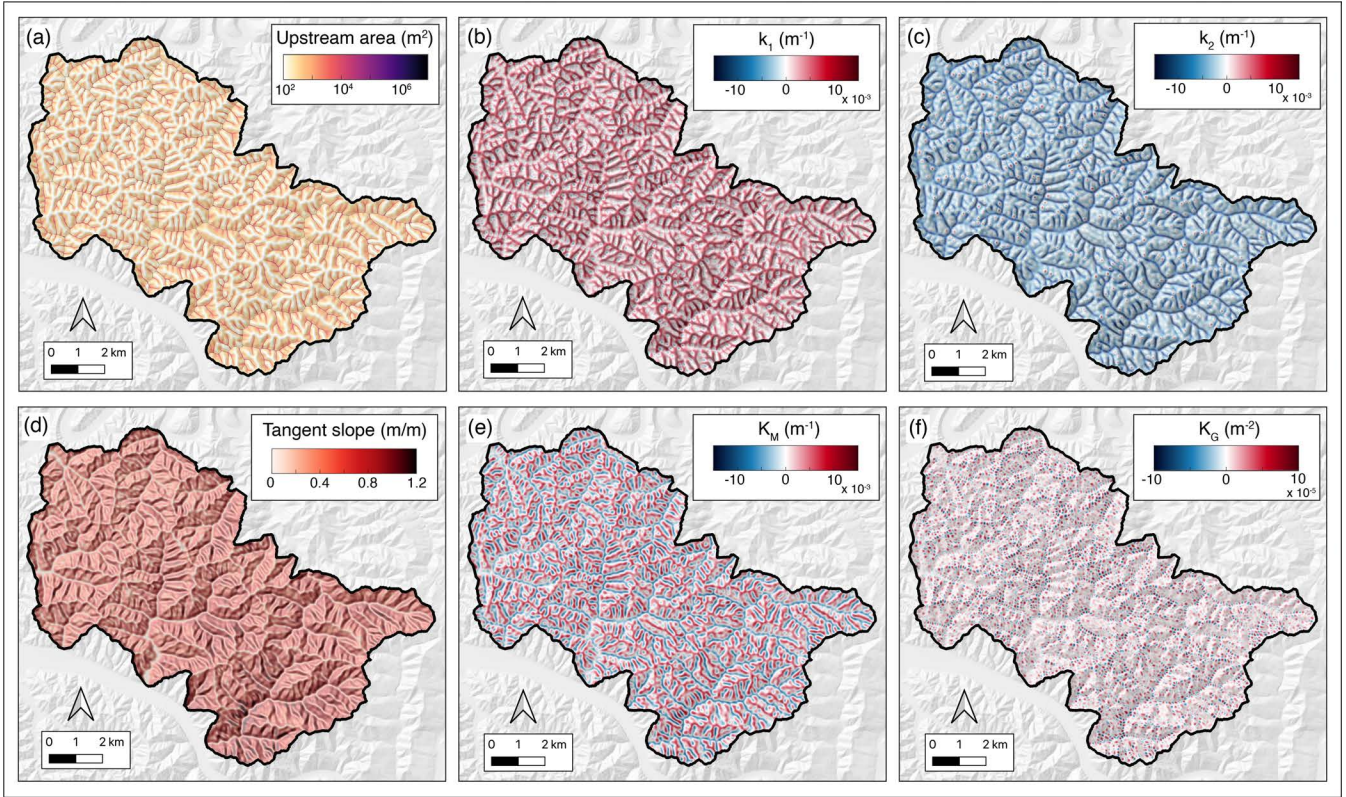 (a)
Upstream area (m²)
10² 10⁴ 10⁶
0 1 2 km
(b)
k₁ (m⁻¹)
-10 0 10
x 10⁻³
0 1 2 km
(c)
k₂ (m⁻¹)
-10 0 10
x 10⁻³
0 1 2 km
(d)
Tangent slope (m/m)
0 0.4 0.8 1.2
0 1 2 km
(e)
K_M (m⁻¹)
-10 0 10
x 10⁻³
0 1 2 km
(f)
K_G (m⁻²)
-10 0 10
x 10⁻⁵
0 1 2 km